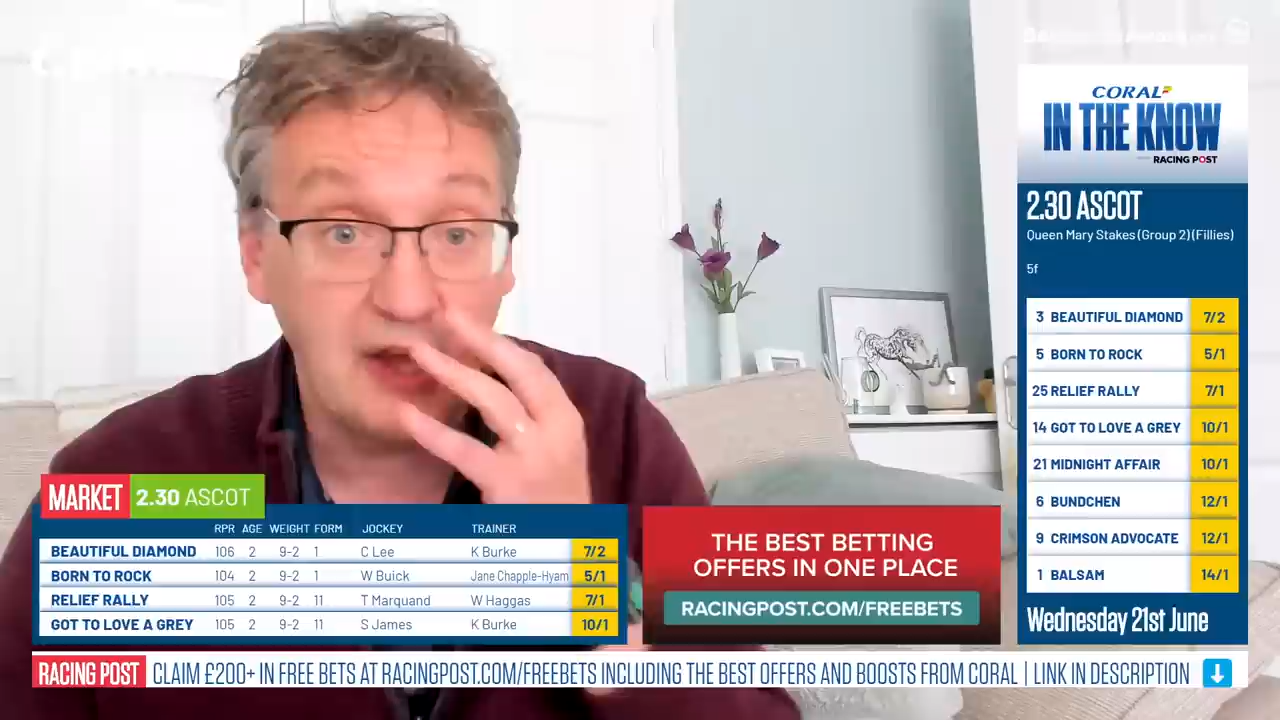 CORAL
IN THE KNOW
RACING POST
2.30 ASCOT
Queen Mary Stakes (Group 2) (Fillies)
5f
3 BEAUTIFUL DIAMOND 7/2
5 BORN TO ROCK 5/1
25 RELIEF RALLY 7/1
14 GOT TO LOVE A GREY 10/1
21 MIDNIGHT AFFAIR 10/1
6 BUNDCHEN 12/1
9 CRIMSON ADVOCATE 12/1
1 BALSAM 14/1
Wednesday 21st June
MARKET 2.30 ASCOT
RPR AGE WEIGHT FORM JOCKEY TRAINER
BEAUTIFUL DIAMOND 106 2 9-2 1 C Lee K Burke 7/2
BORN TO ROCK 104 2 9-2 1 W Buick Jane Chapple-Hyam 5/1
RELIEF RALLY 105 2 9-2 11 T Marquand W Haggas 7/1
GOT TO LOVE A GREY 105 2 9-2 11 S James K Burke 10/1
THE BEST BETTING
OFFERS IN ONE PLACE
RACINGPOST.COM/FREEBETS
RACING POST CLAIM £200+ IN FREE BETS AT RACINGPOST.COM/FREEBETS INCLUDING THE BEST OFFERS AND BOOSTS FROM CORAL | LINK IN DESCRIPTION